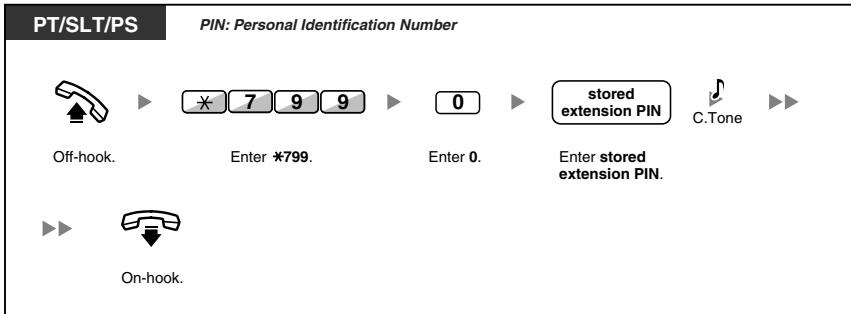 PT/SLT/PS
PIN: Personal Identification Number
* 7 9 9
0
stored
extension PIN
C.Tone
Off-hook.
Enter *799.
Enter 0.
Enter stored
extension PIN.
On-hook.